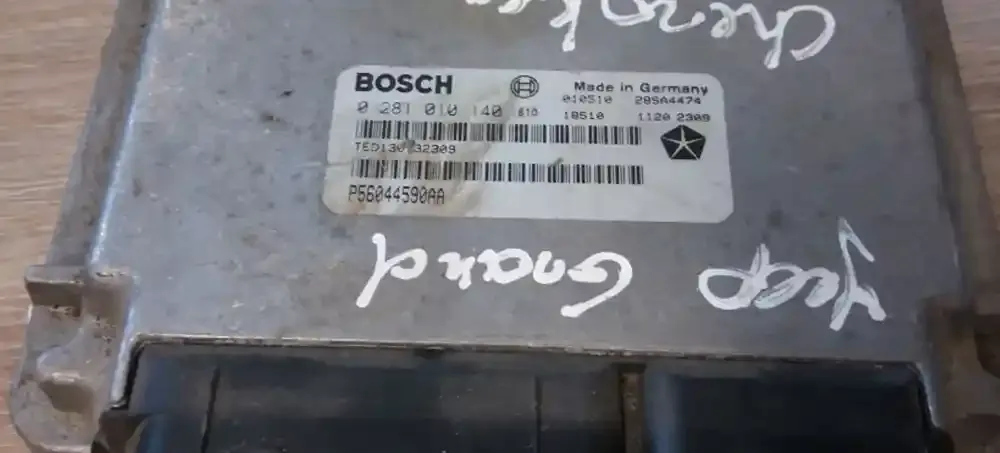 BOSCH Made in Germany
0 281 010 140 610 010510 28SA4474
18510 1120 2309
TED130 32309
P56044590AA
Jeep Grand
Cherokee